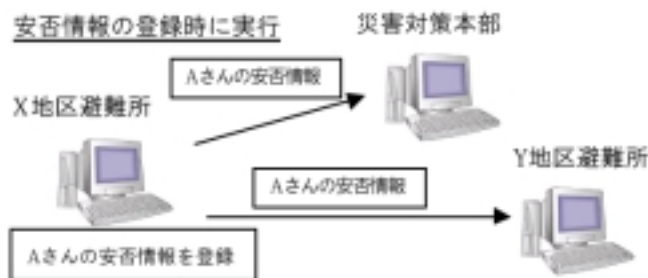 安否情報の登録時に実行
災害対策本部
Aさんの安否情報
X地区避難所
Y地区避難所
Aさんの安否情報
Aさんの安否情報を登録